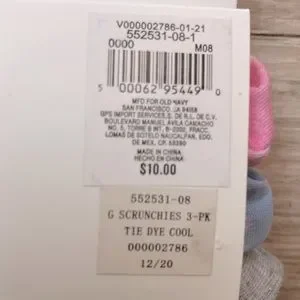 V000002786-01-21
552531-08-1
0000 M08
5 00062 95449 0
MFD FOR OLD NAVY
SAN FRANCISCO, CA 94158
GPS IMPORT SERVICES, S. DE R.L. DE C.V.
BOULEVARD MANUEL ÁVILA CAMACHO
NO. 5, TORRE B INT. B-2000, FRACC.
LOMAS DE SOTELO NAUCALPAN, EDO.
DE MEX, CP. 53390
MADE IN CHINA
HECHO EN CHINA
$10.00
552531-08
G SCRUNCHIES 3-PK
TIE DYE COOL
000002786
12/20